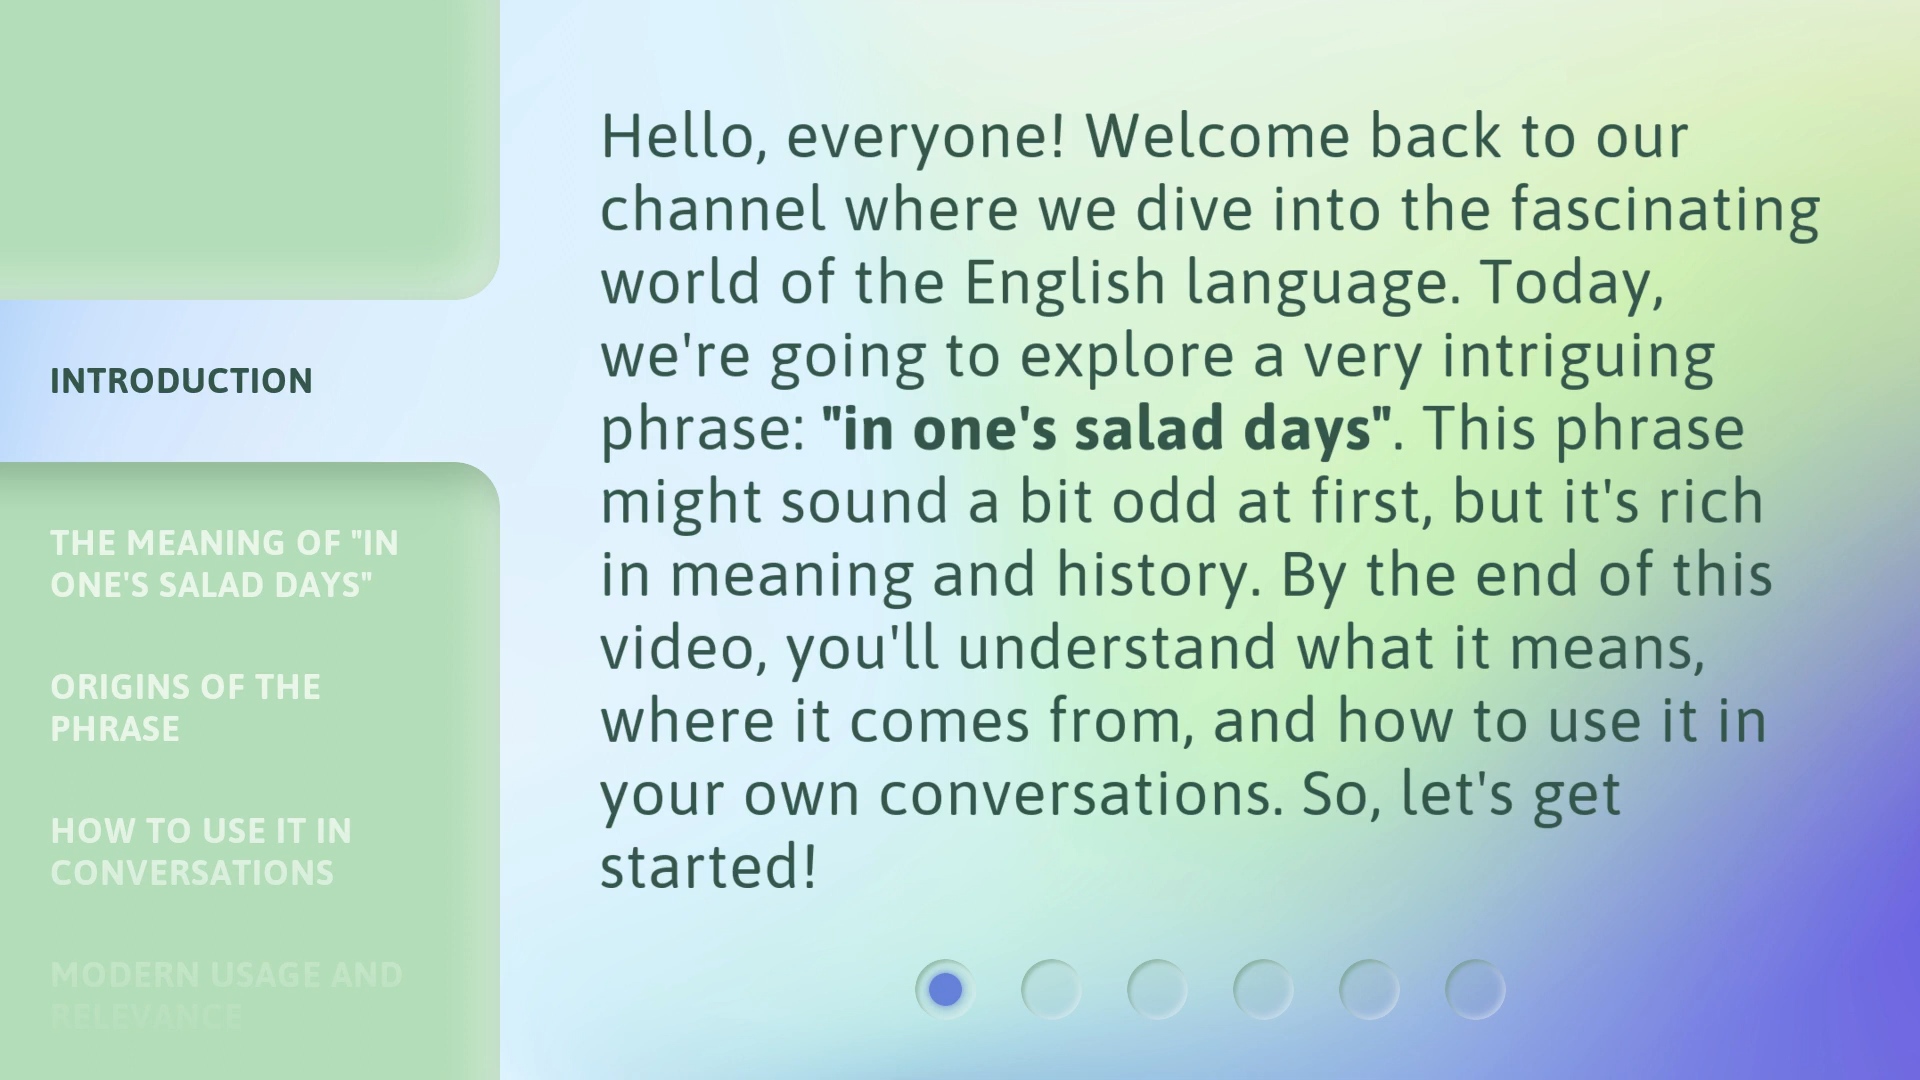 INTRODUCTION
THE MEANING OF "IN
ONE'S SALAD DAYS"
ORIGINS OF THE
PHRASE
HOW TO USE IT IN
CONVERSATIONS
MODERN USAGE AND
RELEVANCE
Hello, everyone! Welcome back to our
channel where we dive into the fascinating
world of the English language. Today,
we're going to explore a very intriguing
phrase: "in one's salad days". This phrase
might sound a bit odd at first, but it's rich
in meaning and history. By the end of this
video, you'll understand what it means,
where it comes from, and how to use it in
your own conversations. So, let's get
started!